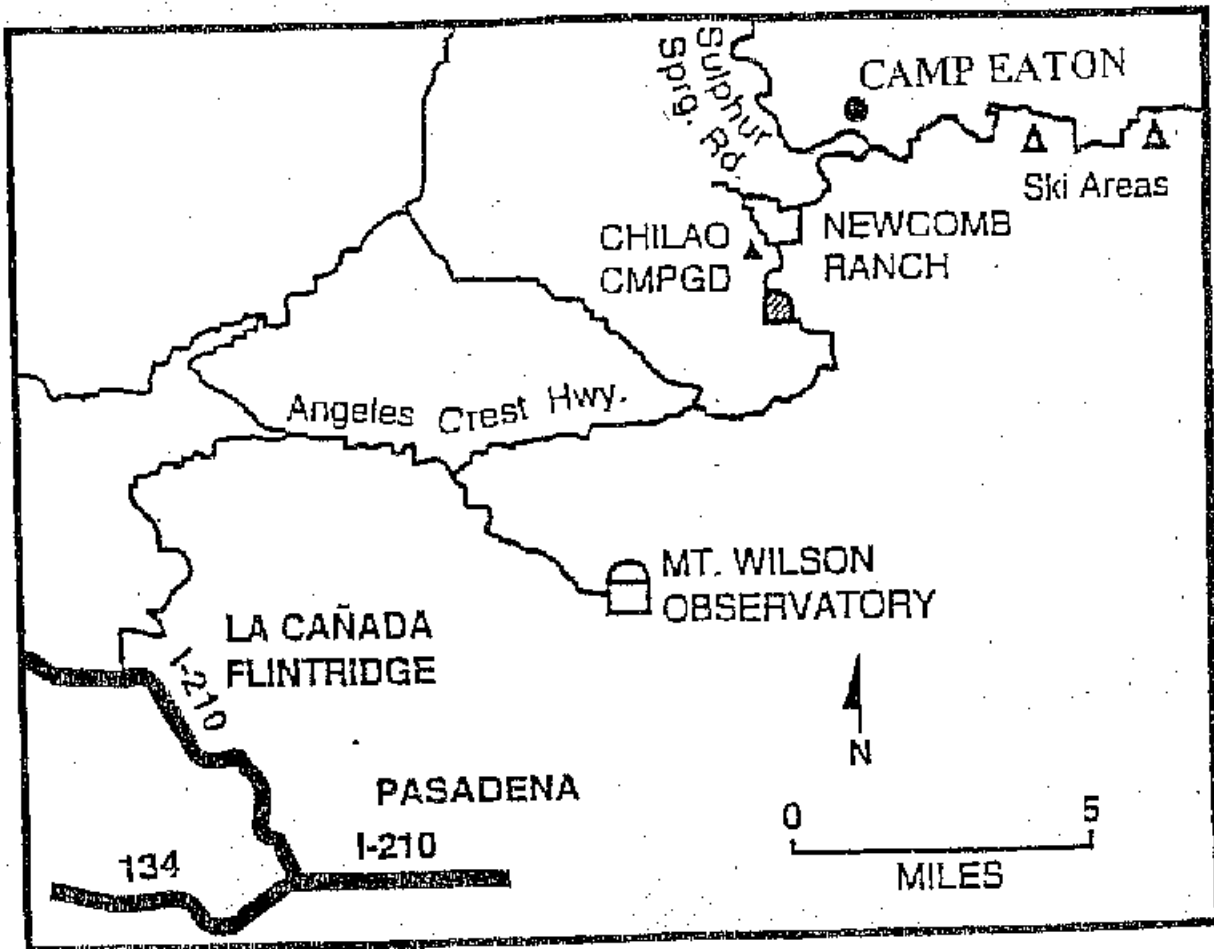 Sulphur
Sprg. Rd.
CAMP EATON
Ski Areas
CHILAO
CMPGD
NEWCOMB
RANCH
Angeles Crest Hwy.
MT. WILSON
OBSERVATORY
LA CAÑADA
FLINTRIDGE
I-210
N
PASADENA
I-210
134
0 5
MILES